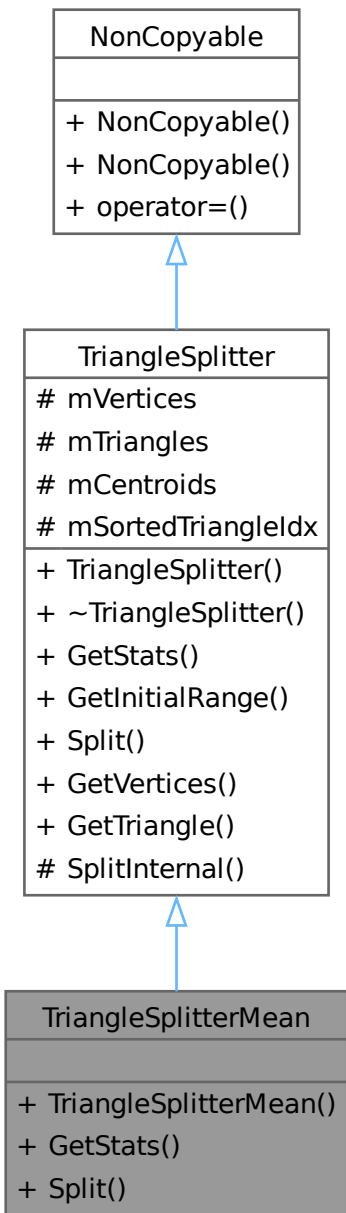 NonCopyable
+ NonCopyable()
+ NonCopyable()
+ operator=()
TriangleSplitter
# mVertices
# mTriangles
# mCentroids
# mSortedTriangleIdx
+ TriangleSplitter()
+ ~TriangleSplitter()
+ GetStats()
+ GetInitialRange()
+ Split()
+ GetVertices()
+ GetTriangle()
# SplitInternal()
TriangleSplitterMean
+ TriangleSplitterMean()
+ GetStats()
+ Split()